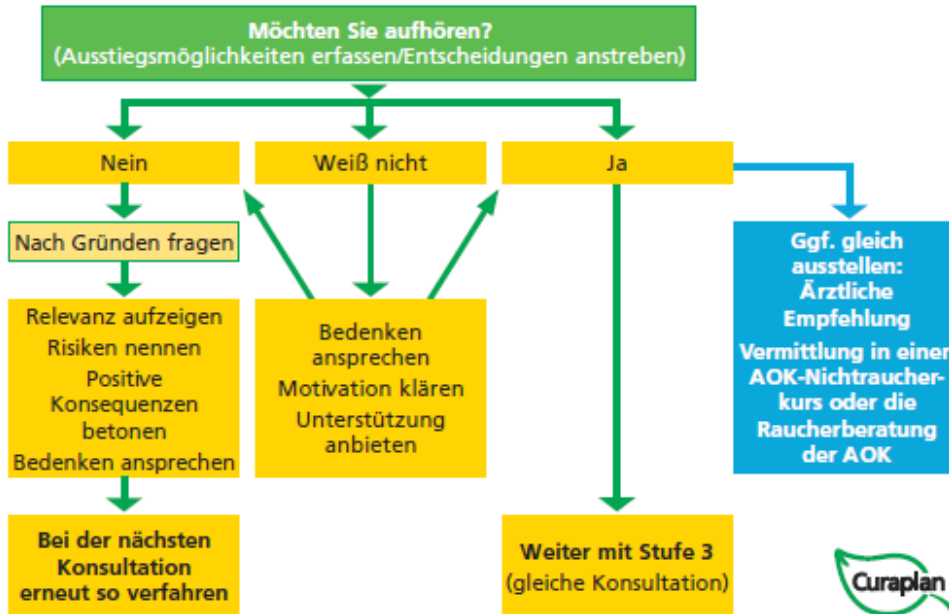 Möchten Sie aufhören?
(Ausstiegsmöglichkeiten erfassen/Entscheidungen anstreben)
Nein
Weiß nicht
Ja
Nach Gründen fragen
Relevanz aufzeigen
Risiken nennen
Positive
Konsequenzen
betonen
Bedenken ansprechen
Bei der nächsten
Konsultation
erneut so verfahren
Bedenken
ansprechen
Motivation klären
Unterstützung
anbieten
Weiter mit Stufe 3
(gleiche Konsultation)
Ggf. gleich
ausstellen:
Ärztliche
Empfehlung
Vermittlung in einen
AOK-Nichtraucher-
kurs oder die
Raucherberatung
der AOK
Curaplan